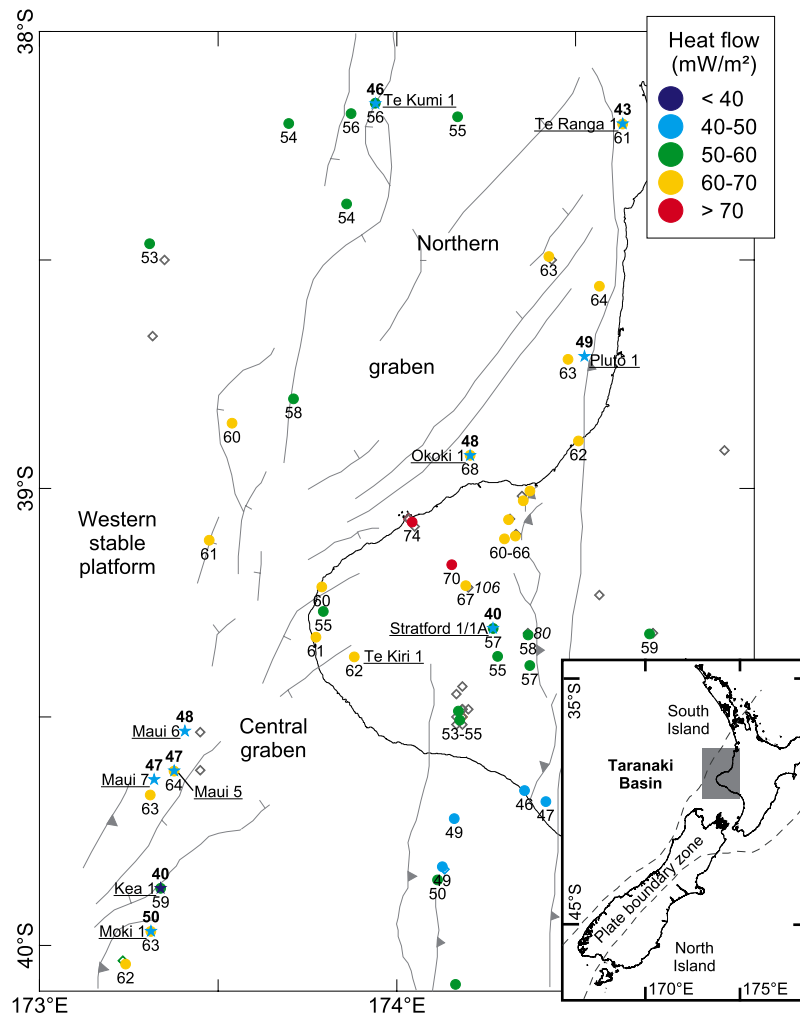 38°S
Heat flow
(mW/m²)
< 40
40-50
50-60
60-70
> 70
46
Te Kumi 1
56
56
54
55
43
Te Ranga 1
61
54
53
Northern
63
64
49
Pluto 1
63
graben
58
60
62
48
Okoki 1
68
39°S
Western
stable
platform
61
74
60-66
70
67
106
60
55
61
40
Stratford 1/1A
57
58
80
59
55
57
62
Te Kiri 1
53-55
48
Maui 6
Central
graben
47
47
Maui 7
64
Maui 5
63
46
47
49
49
50
40
Kea 1
59
50
Moki 1
63
62
40°S
173°E
174°E
35°S
South
Island
Taranaki
Basin
Plate boundary zone
45°S
North
Island
170°E
175°E